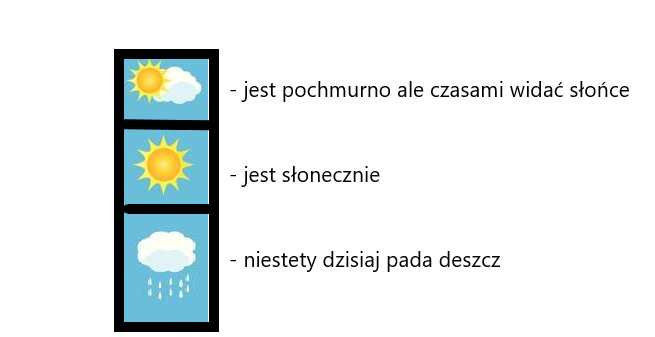 - jest pochmurno ale czasami widać słońce
- jest słonecznie
- niestety dzisiaj pada deszcz